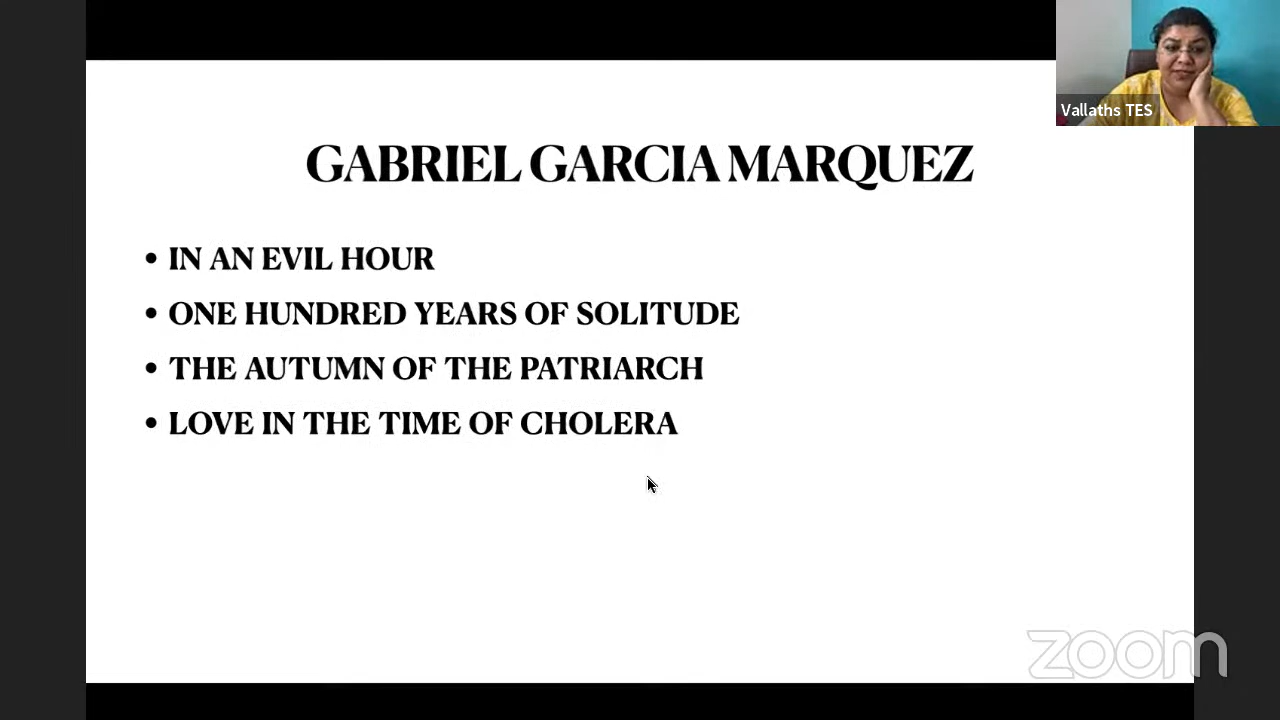 Vallaths TES
GABRIEL GARCIA MARQUEZ
• IN AN EVIL HOUR
• ONE HUNDRED YEARS OF SOLITUDE
• THE AUTUMN OF THE PATRIARCH
• LOVE IN THE TIME OF CHOLERA
zoom